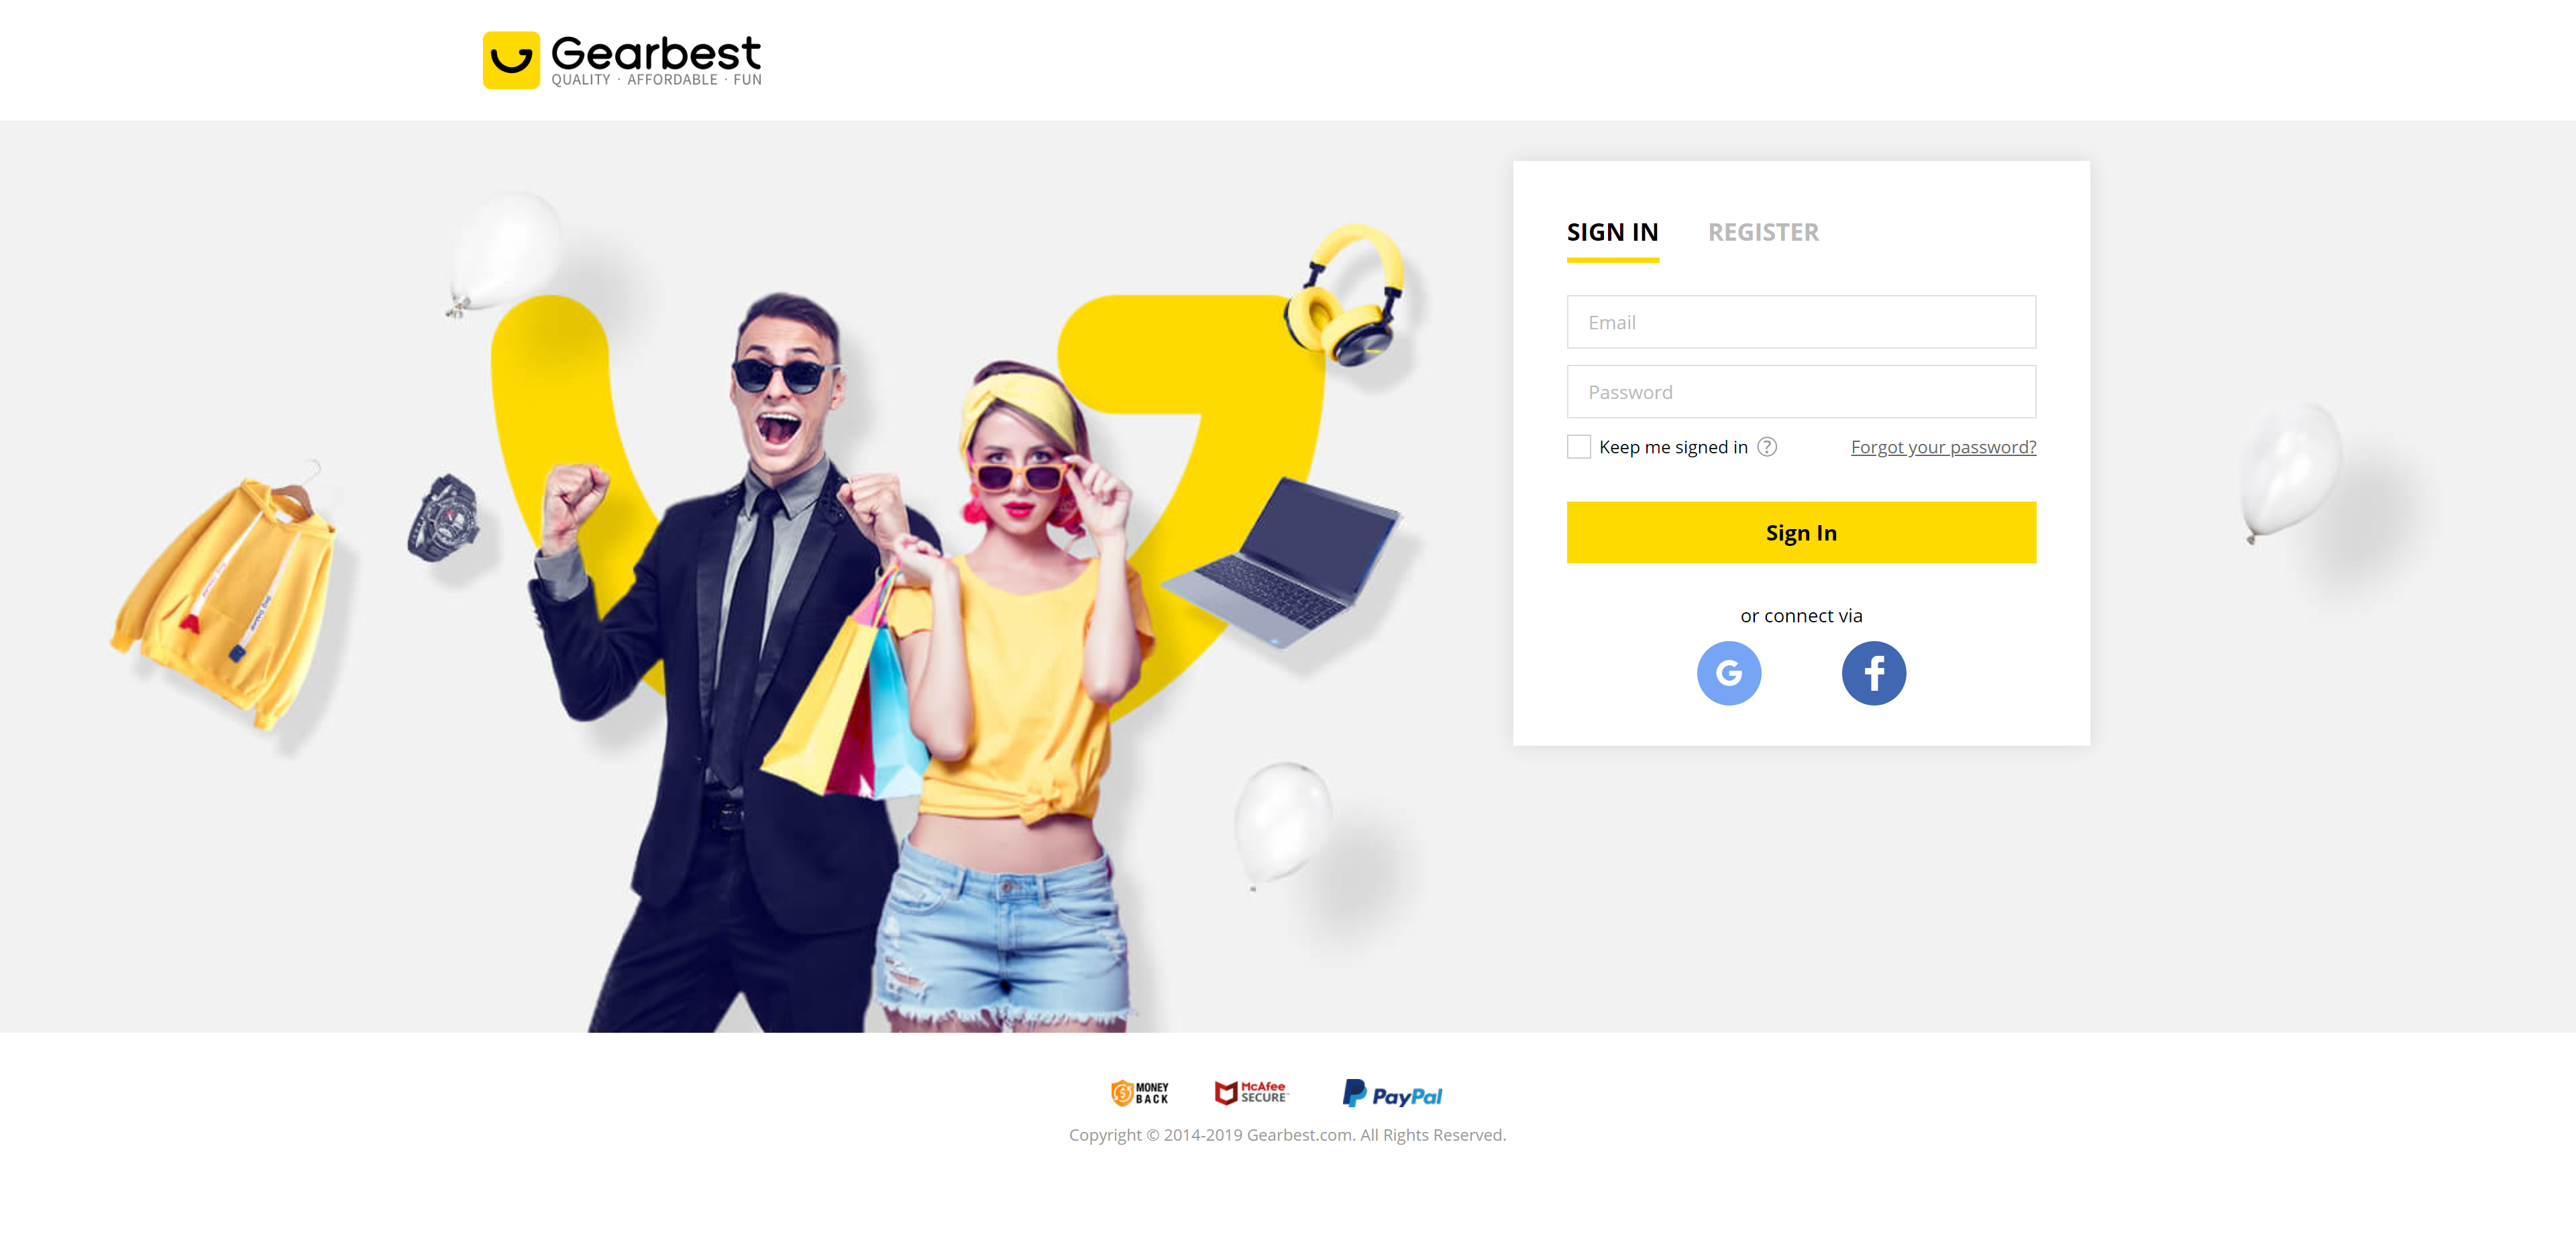 Gearbest
QUALITY · AFFORDABLE · FUN
SIGN IN
REGISTER
Email
Password
Keep me signed in ?
Forgot your password?
Sign In
or connect via
G
f
MONEY
BACK
McAfee
SECURE
PayPal
Copyright © 2014-2019 Gearbest.com. All Rights Reserved.